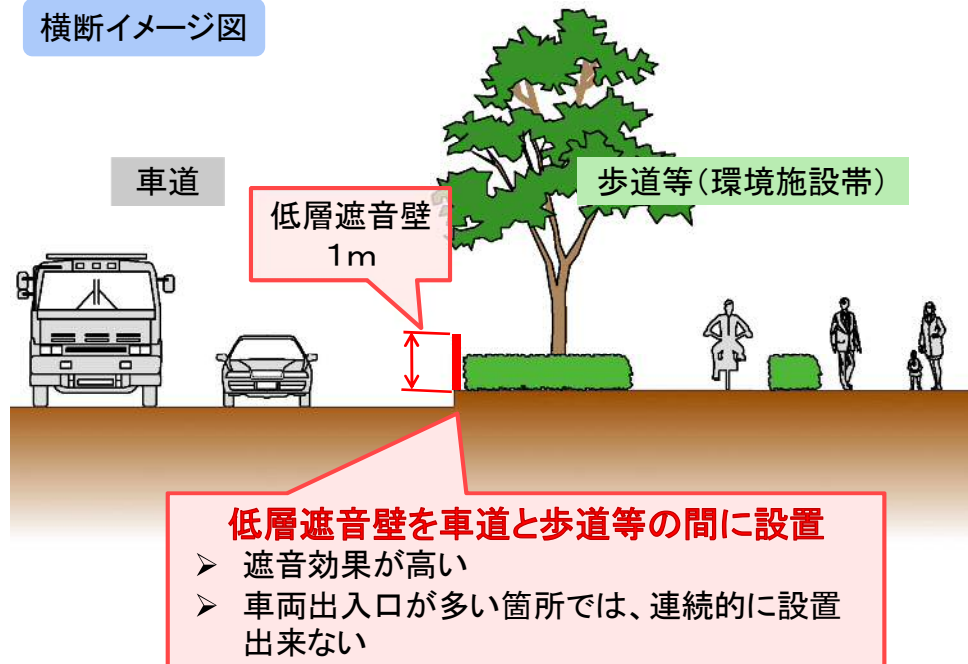 横断イメージ図
車道
歩道等(環境施設帯)
低層遮音壁
1m
低層遮音壁を車道と歩道等の間に設置
➢ 遮音効果が高い
➢ 車両出入口が多い箇所では、連続的に設置
出来ない